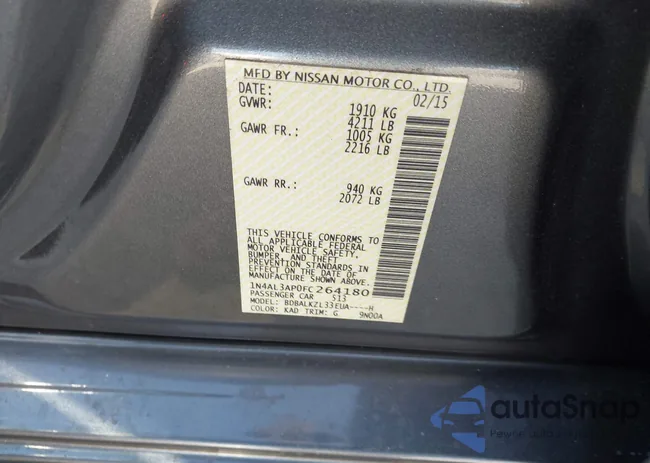 MFD BY NISSAN MOTOR CO., LTD.
DATE: 02/15
GVWR: 1910 KG
4211 LB
GAWR FR.: 1005 KG
2216 LB
GAWR RR.: 940 KG
2072 LB
THIS VEHICLE CONFORMS TO
ALL APPLICABLE FEDERAL
MOTOR VEHICLE SAFETY,
BUMPER, AND THEFT
PREVENTION STANDARDS IN
EFFECT ON THE DATE OF
MANUFACTURE SHOWN ABOVE.
1N4AL3AP0FC264180
PASSENGER CAR 513
MODEL: BDBALKZL33EUA----H
COLOR: KAD TRIM: G 9N00A
autoSnap